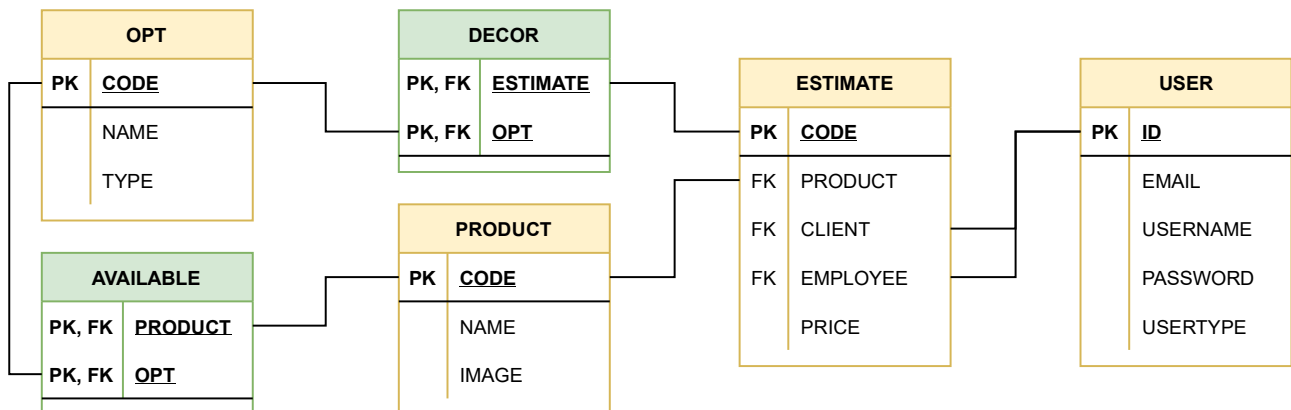 OPT
PK CODE
NAME
TYPE
DECOR
PK, FK ESTIMATE
PK, FK OPT
ESTIMATE
PK CODE
FK PRODUCT
FK CLIENT
FK EMPLOYEE
PRICE
USER
PK ID
EMAIL
USERNAME
PASSWORD
USERTYPE
AVAILABLE
PK, FK PRODUCT
PK, FK OPT
PRODUCT
PK CODE
NAME
IMAGE